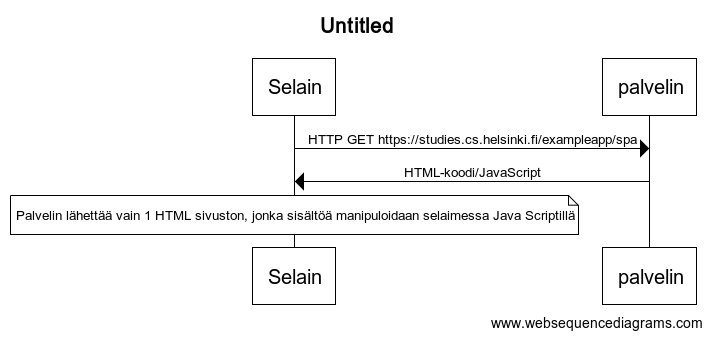 Untitled
Selain
palvelin
HTTP GET https://studies.cs.helsinki.fi/exampleapp/spa
HTML-koodi/JavaScript
Palvelin lähettää vain 1 HTML sivuston, jonka sisältöä manipuloidaan selaimessa Java Scriptillä
Selain
palvelin
www.websequencediagrams.com